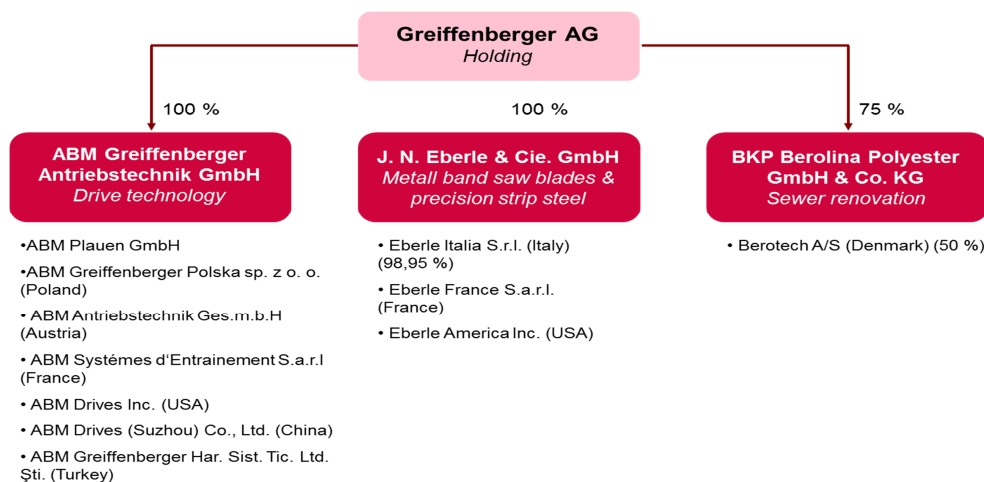 Greiffenberger AG
Holding
100 %
100 %
75 %
ABM Greiffenberger
Antriebstechnik GmbH
Drive technology
J. N. Eberle & Cie. GmbH
Metall band saw blades &
precision strip steel
BKP Berolina Polyester
GmbH & Co. KG
Sewer renovation
•ABM Plauen GmbH
•ABM Greiffenberger Polska sp. z o. o.
(Poland)
• ABM Antriebstechnik Ges.m.b.H
(Austria)
• ABM Systémes d‘Entrainement S.a.r.l
(France)
• ABM Drives Inc. (USA)
• ABM Drives (Suzhou) Co., Ltd. (China)
• ABM Greiffenberger Har. Sist. Tic. Ltd.
Şti. (Turkey)
• Eberle Italia S.r.l. (Italy)
(98,95 %)
• Eberle France S.a.r.l.
(France)
• Eberle America Inc. (USA)
• Berotech A/S (Denmark) (50 %)